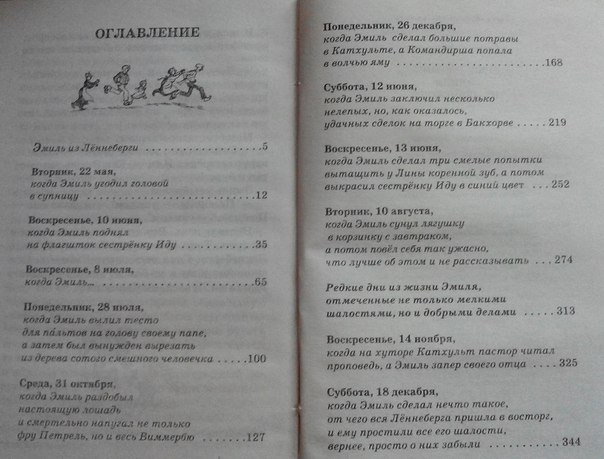 ОГЛАВЛЕНИЕ
Эмиль из Лённеберги ..................5
Вторник, 22 мая,
когда Эмиль угодил головой
в супницу ..........................12
Воскресенье, 10 июня,
когда Эмиль поднял
на флагшток сестрёнку Иду ............35
Воскресенье, 8 июля,
когда Эмиль... .......................65
Понедельник, 28 июля,
когда Эмиль вылил тесто
для пальтов на голову своему папе,
а затем был вынужден вырезать
из дерева сотого смешного человечка .....100
Среда, 31 октября,
когда Эмиль раздобыл
настоящую лошадь
и смертельно напугал не только
фру Петрель, но и весь Виммербю .......127
Понедельник, 26 декабря,
когда Эмиль сделал большие потравы
в Катхульте, а Командирша попала
в волчью яму .......................168
Суббота, 12 июня,
когда Эмиль заключил несколько
нелепых, но, как оказалось,
удачных сделок на торге в Бакхорве ....219
Воскресенье, 13 июня,
когда Эмиль сделал три смелые попытки
вытащить у Лины коренной зуб, а потом
выкрасил сестрёнку Иду в синий цвет ....252
Вторник, 10 августа,
когда Эмиль сунул лягушку
в корзинку с завтраком,
а потом повёл себя так ужасно,
что лучше об этом и не рассказывать ....274
Редкие дни из жизни Эмиля,
отмеченные не только мелкими
шалостями, но и добрыми делами .....313
Воскресенье, 14 ноября,
когда на хуторе Катхульт пастор читал
проповедь, а Эмиль запер своего отца ...325
Суббота, 18 декабря,
когда Эмиль сделал нечто такое,
от чего вся Лённеберга пришла в восторг,
и ему простили все его шалости,
вернее, просто о них забыли ..........344